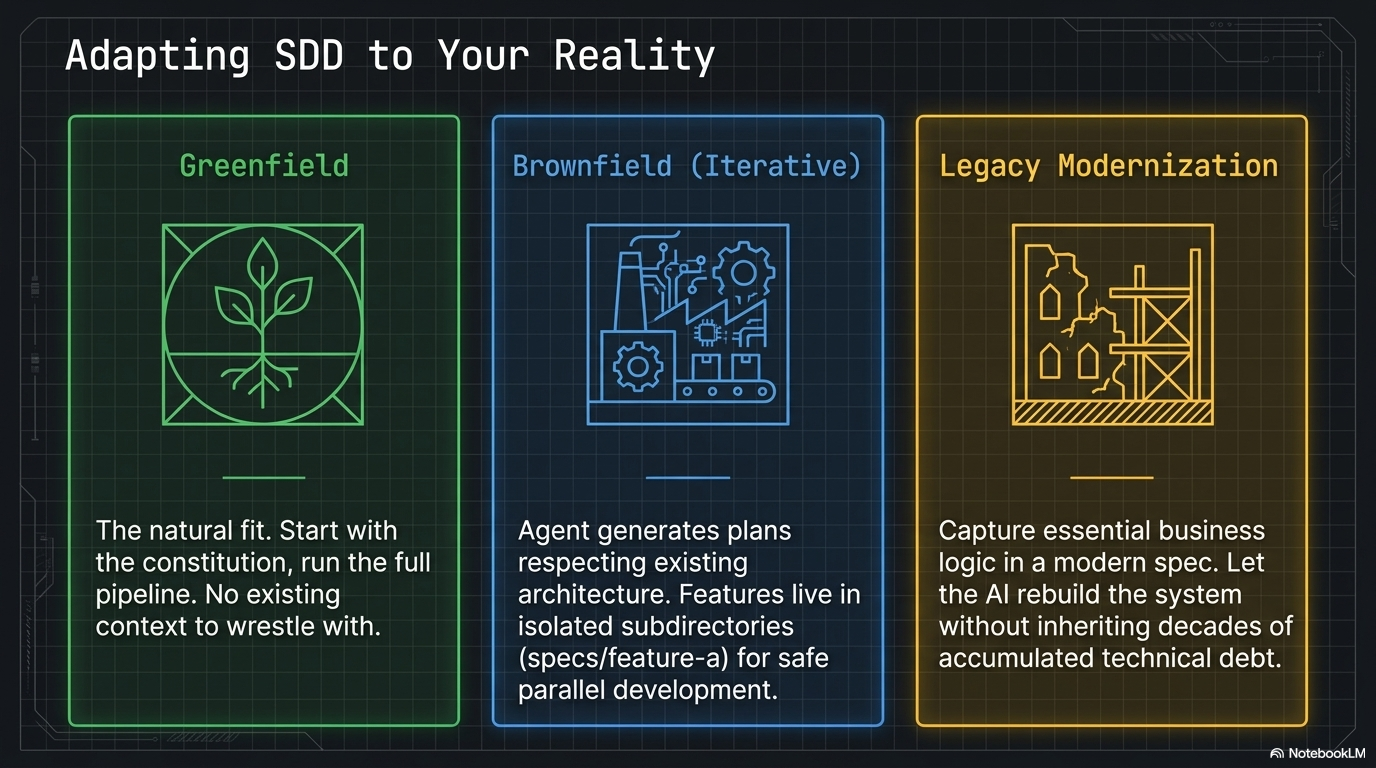 Adapting SDD to Your Reality
Greenfield
The natural fit. Start with
the constitution, run the full
pipeline. No existing
context to wrestle with.
Brownfield (Iterative)
Agent generates plans
respecting existing
architecture. Features live in
isolated subdirectories
(specs/feature-a) for safe
parallel development.
Legacy Modernization
Capture essential business
logic in a modern spec. Let
the AI rebuild the system
without inheriting decades of
accumulated technical debt.
NotebookLM